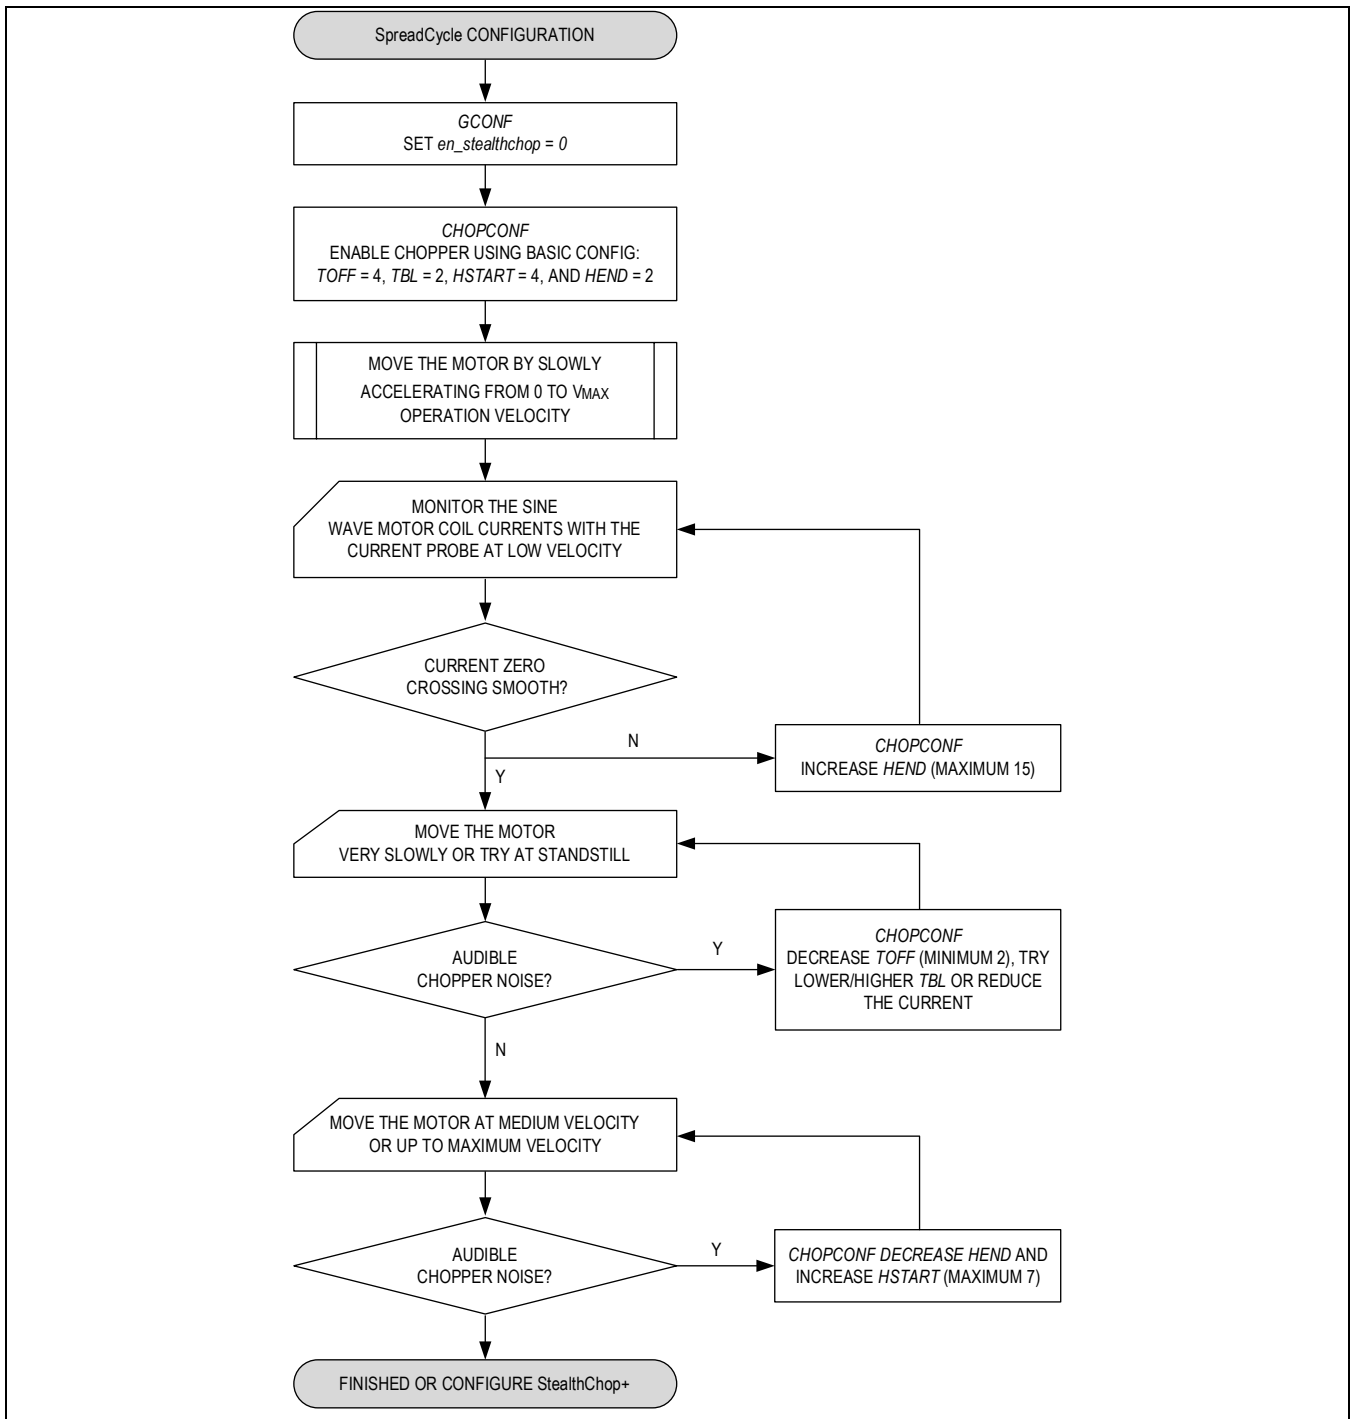 SpreadCycle CONFIGURATION
GCONF
SET en_stealthchop = 0
CHOPCONF
ENABLE CHOPPER USING BASIC CONFIG:
TOFF = 4, TBL = 2, HSTART = 4, AND HEND = 2
MOVE THE MOTOR BY SLOWLY
ACCELERATING FROM 0 TO VMAX
OPERATION VELOCITY
MONITOR THE SINE
WAVE MOTOR COIL CURRENTS WITH THE
CURRENT PROBE AT LOW VELOCITY
CURRENT ZERO
CROSSING SMOOTH?
N
CHOPCONF
INCREASE HEND (MAXIMUM 15)
Y
MOVE THE MOTOR
VERY SLOWLY OR TRY AT STANDSTILL
AUDIBLE
CHOPPER NOISE?
Y
CHOPCONF
DECREASE TOFF (MINIMUM 2), TRY
LOWER/HIGHER TBL OR REDUCE
THE CURRENT
N
MOVE THE MOTOR AT MEDIUM VELOCITY
OR UP TO MAXIMUM VELOCITY
AUDIBLE
CHOPPER NOISE?
Y
CHOPCONF DECREASE HEND AND
INCREASE HSTART (MAXIMUM 7)
FINISHED OR CONFIGURE StealthChop+